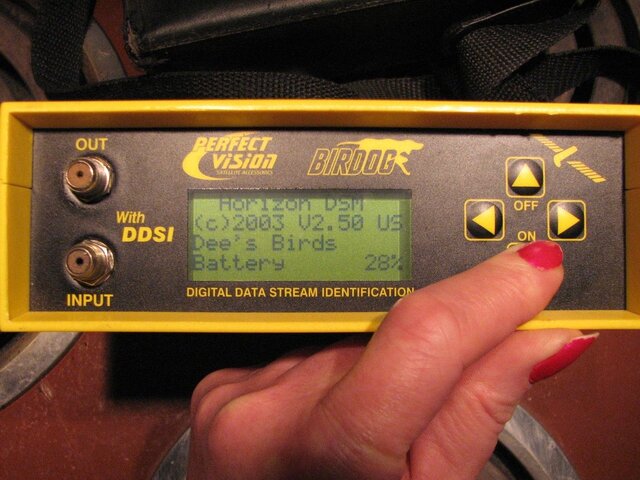 OUT
PERFECT
VISION
SATELLITE ACCESSORIES
BIRDOG
With
DDSI
Horizon DSM
(c)2003 V2.50 US
Dee's Birds
Battery 28%
OFF
ON
INPUT
DIGITAL DATA STREAM IDENTIFICATION